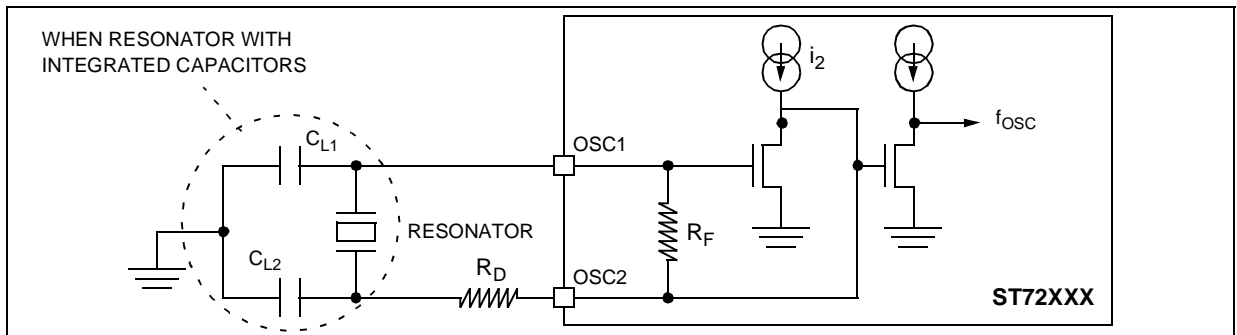 WHEN RESONATOR WITH
INTEGRATED CAPACITORS
i2
fOSC
CL1
OSC1
RESONATOR
RF
CL2
RD
OSC2
ST72XXX